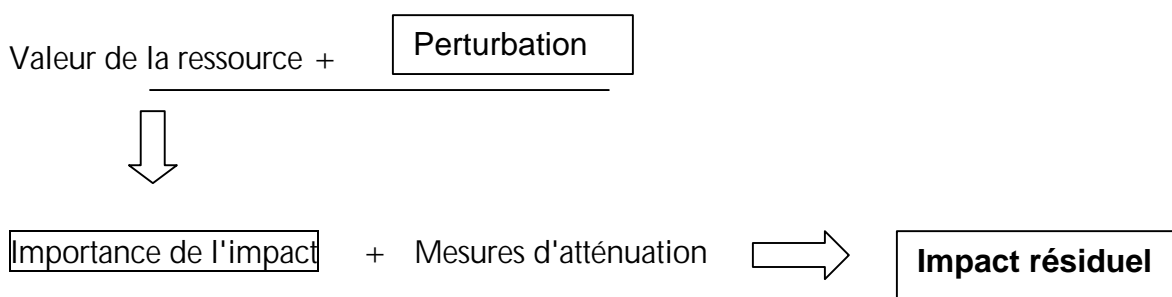 Valeur de la ressource + Perturbation
Importance de l'impact + Mesures d'atténuation Impact résiduel